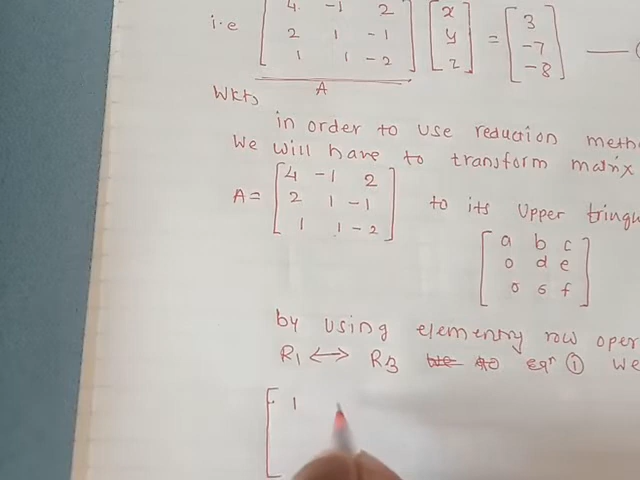 i.e [4 -1 2 [x = [3
2 1 -1 y -7
1 1 -2] z] -8] —
A
Wkts
in order to use reduction meth
We will have to transform matrix
A= [4 -1 2
2 1 -1 to its Upper tringu
1 1 -2]
[a b c
0 d e
0 0 f]
by using elementry row oper
R1 ↔ R3 eqn ① We
[1